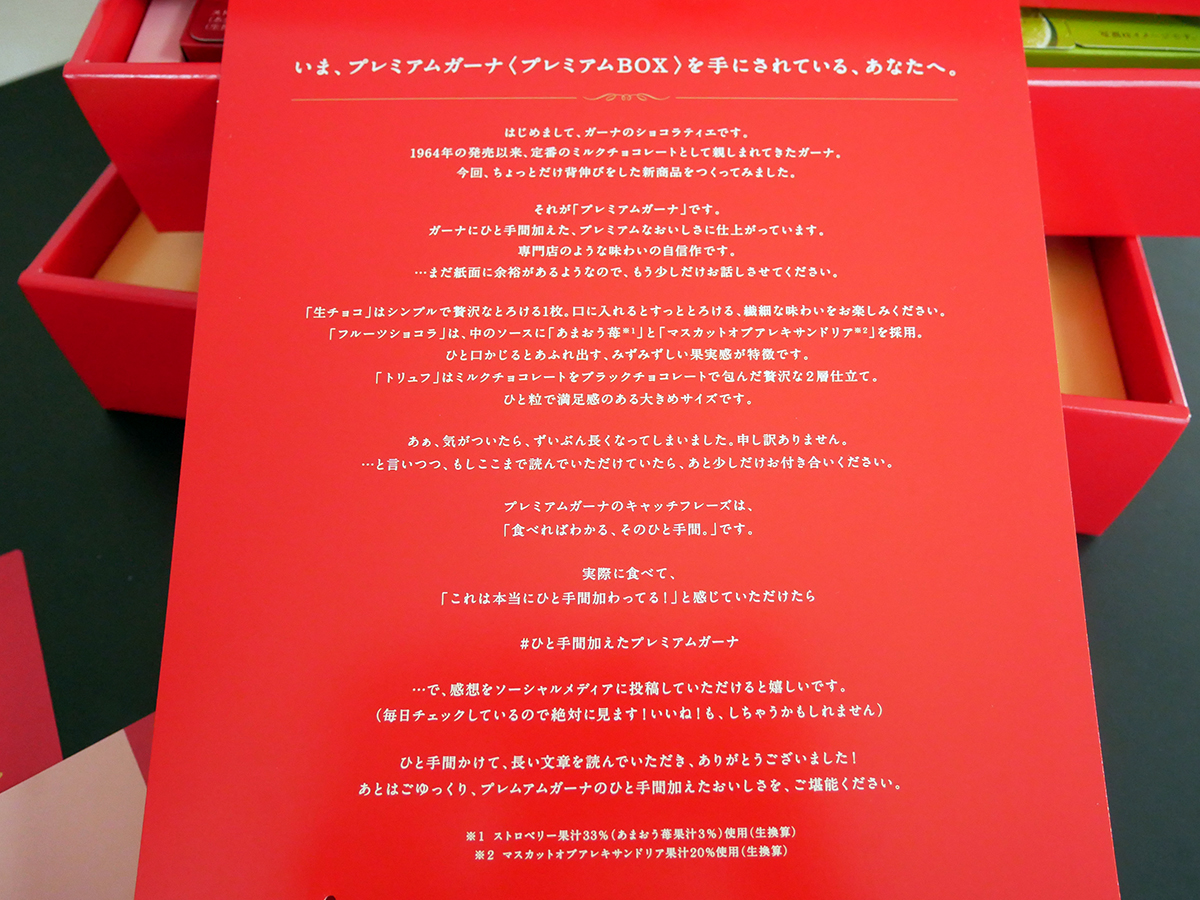 いま、プレミアムガーナ〈プレミアムBOX〉を手にされている、あなたへ。
はじめまして、ガーナのショコラティエです。
1964年の発売以来、定番のミルクチョコレートとして親しまれてきたガーナ。
今回、ちょっとだけ背伸びをした新商品をつくってみました。
それが「プレミアムガーナ」です。
ガーナにひと手間加えた、プレミアムなおいしさに仕上がっています。
専門店のような味わいの自信作です。
…まだ紙面に余裕があるようなので、もう少しだけお話しさせてください。
「生チョコ」はシンプルで贅沢なとろける1枚。口に入れるとすっととろける、繊細な味わいをお楽しみください。
「フルーツショコラ」は、中のソースに「あまおう苺※1」と「マスカットオブアレキサンドリア※2」を採用。
ひと口かじるとあふれ出す、みずみずしい果実感が特徴です。
「トリュフ」はミルクチョコレートをブラックチョコレートで包んだ贅沢な2層仕立て。
ひと粒で満足感のある大きめサイズです。
あぁ、気がついたら、ずいぶん長くなってしまいました。申し訳ありません。
…と言いつつ、もしここまで読んでいただけていたら、あと少しだけお付き合いください。
プレミアムガーナのキャッチフレーズは、
「食べればわかる、そのひと手間。」です。
実際に食べて、
「これは本当にひと手間加わってる！」と感じていただけたら
#ひと手間加えたプレミアムガーナ
…で、感想をソーシャルメディアに投稿していただけると嬉しいです。
（毎日チェックしているので絶対に見ます！いいね！も、しちゃうかもしれません）
ひと手間かけて、長い文章を読んでいただき、ありがとうございました！
あとはごゆっくり、プレムアムガーナのひと手間加えたおいしさを、ご堪能ください。
※1 ストロベリー果汁33%（あまおう苺果汁3%）使用（生換算）
※2 マスカットオブアレキサンドリア果汁20%使用（生換算）